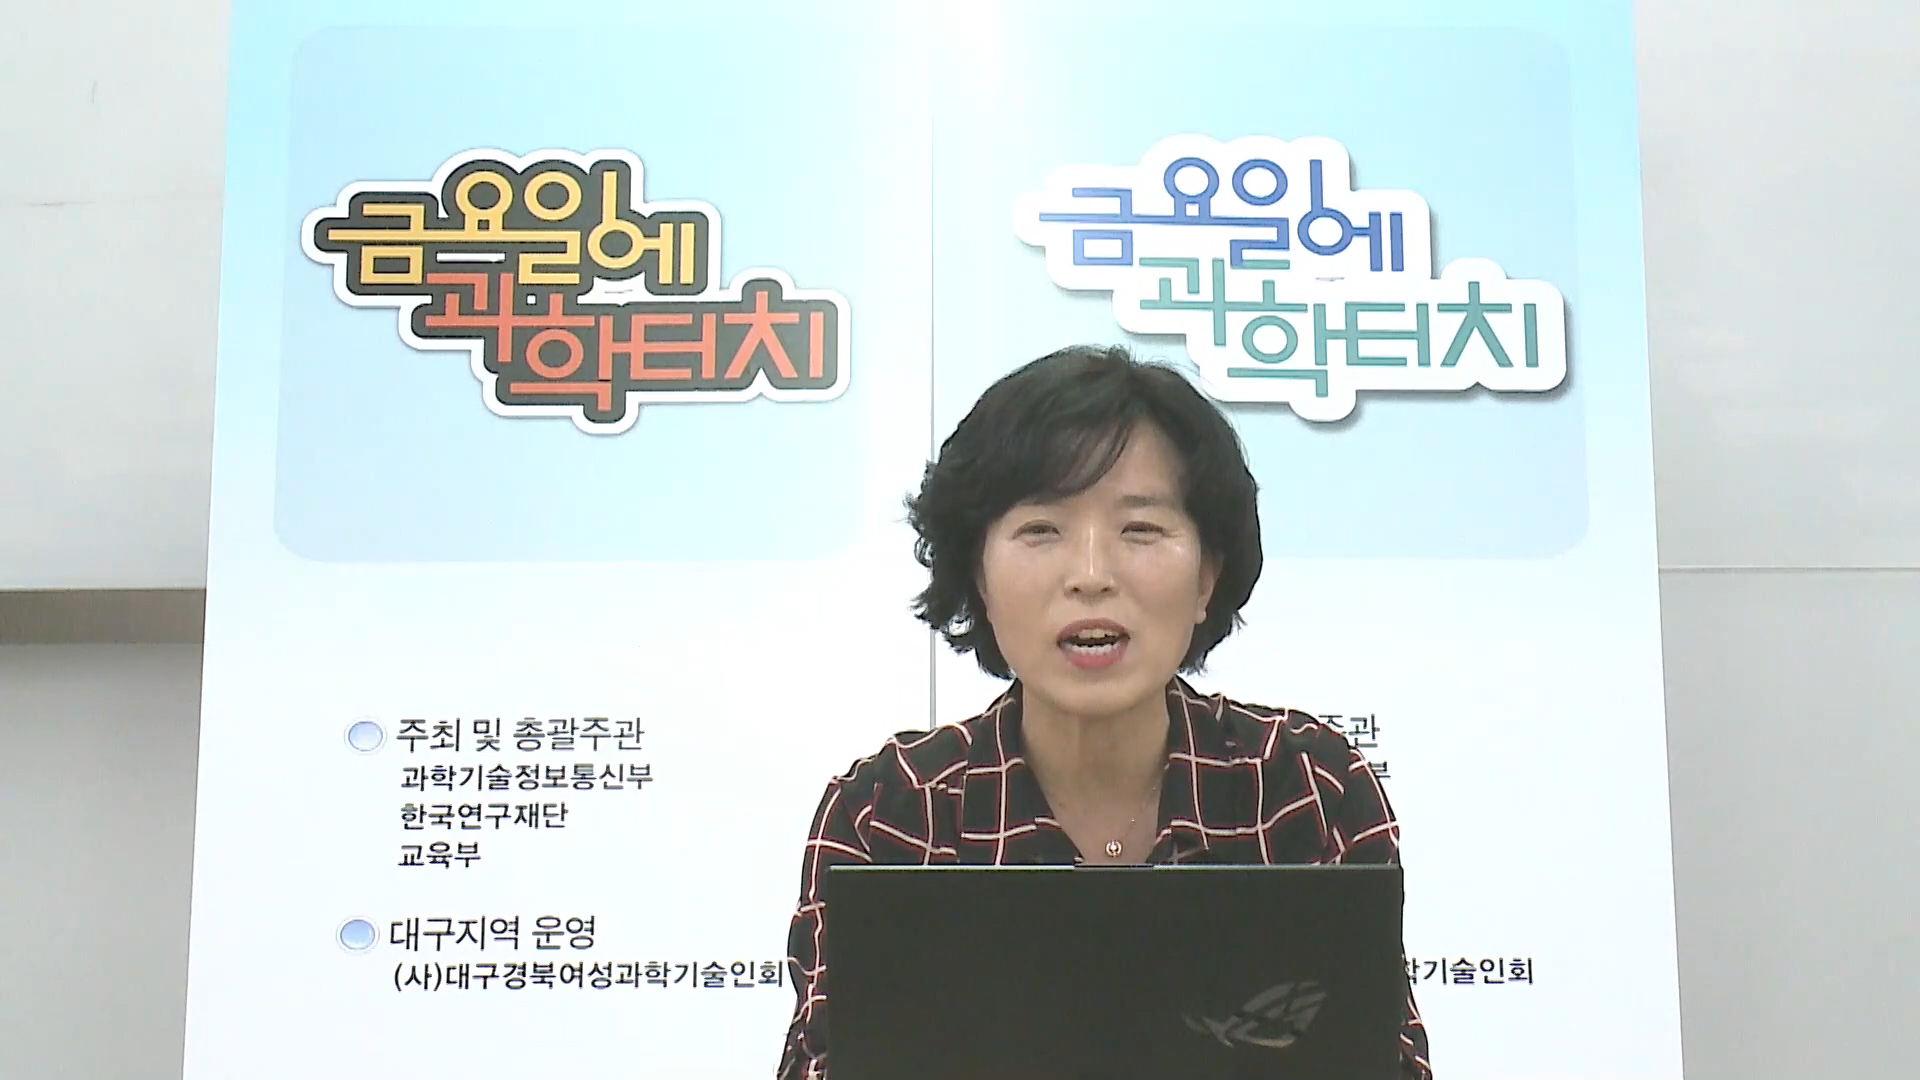 금요일에
과학터치
금요일에
과학터치
주최 및 총괄주관
과학기술정보통신부
한국연구재단
교육부
대구지역 운영
(사)대구경북여성과학기술인회
주관
부
학기술인회